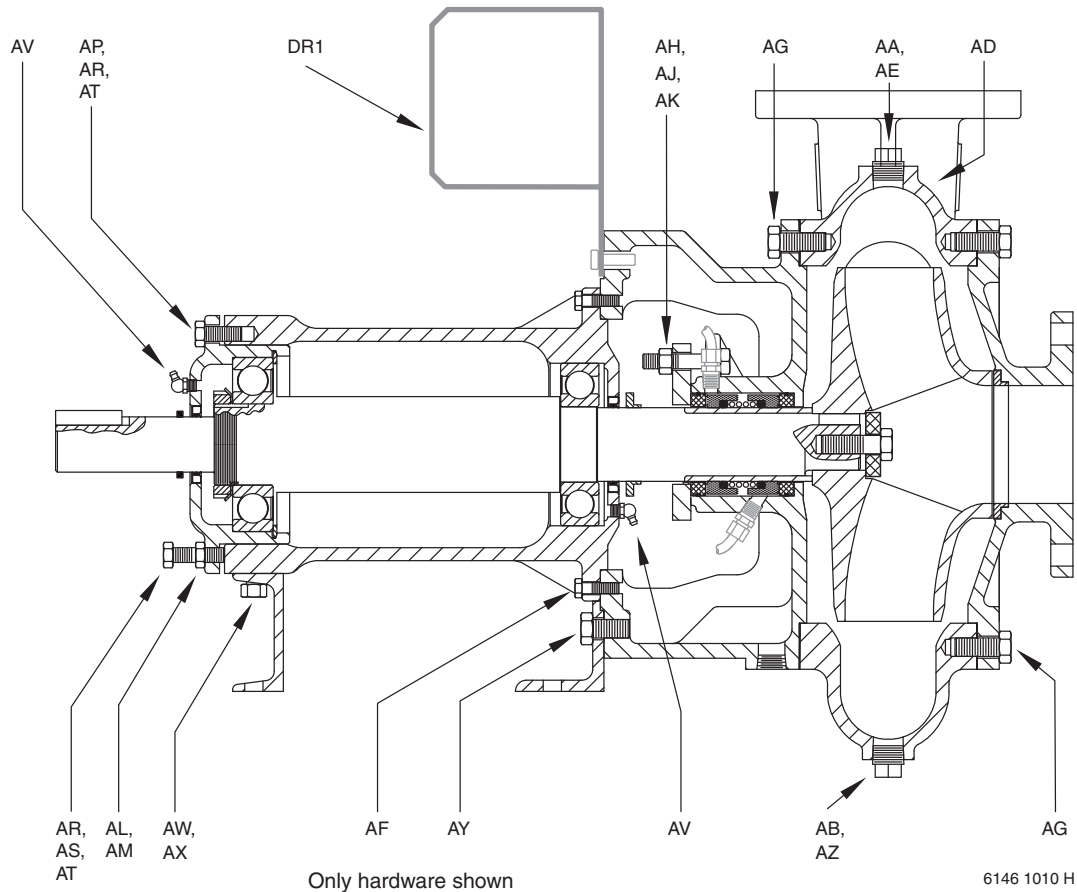 AV
AP,
AR,
AT
DR1
AH,
AJ,
AK
AG
AA,
AE
AD
AR,
AS,
AT
AL,
AM
AW,
AX
AF
AY
AV
AB,
AZ
AG
Only hardware shown
6146 1010 H